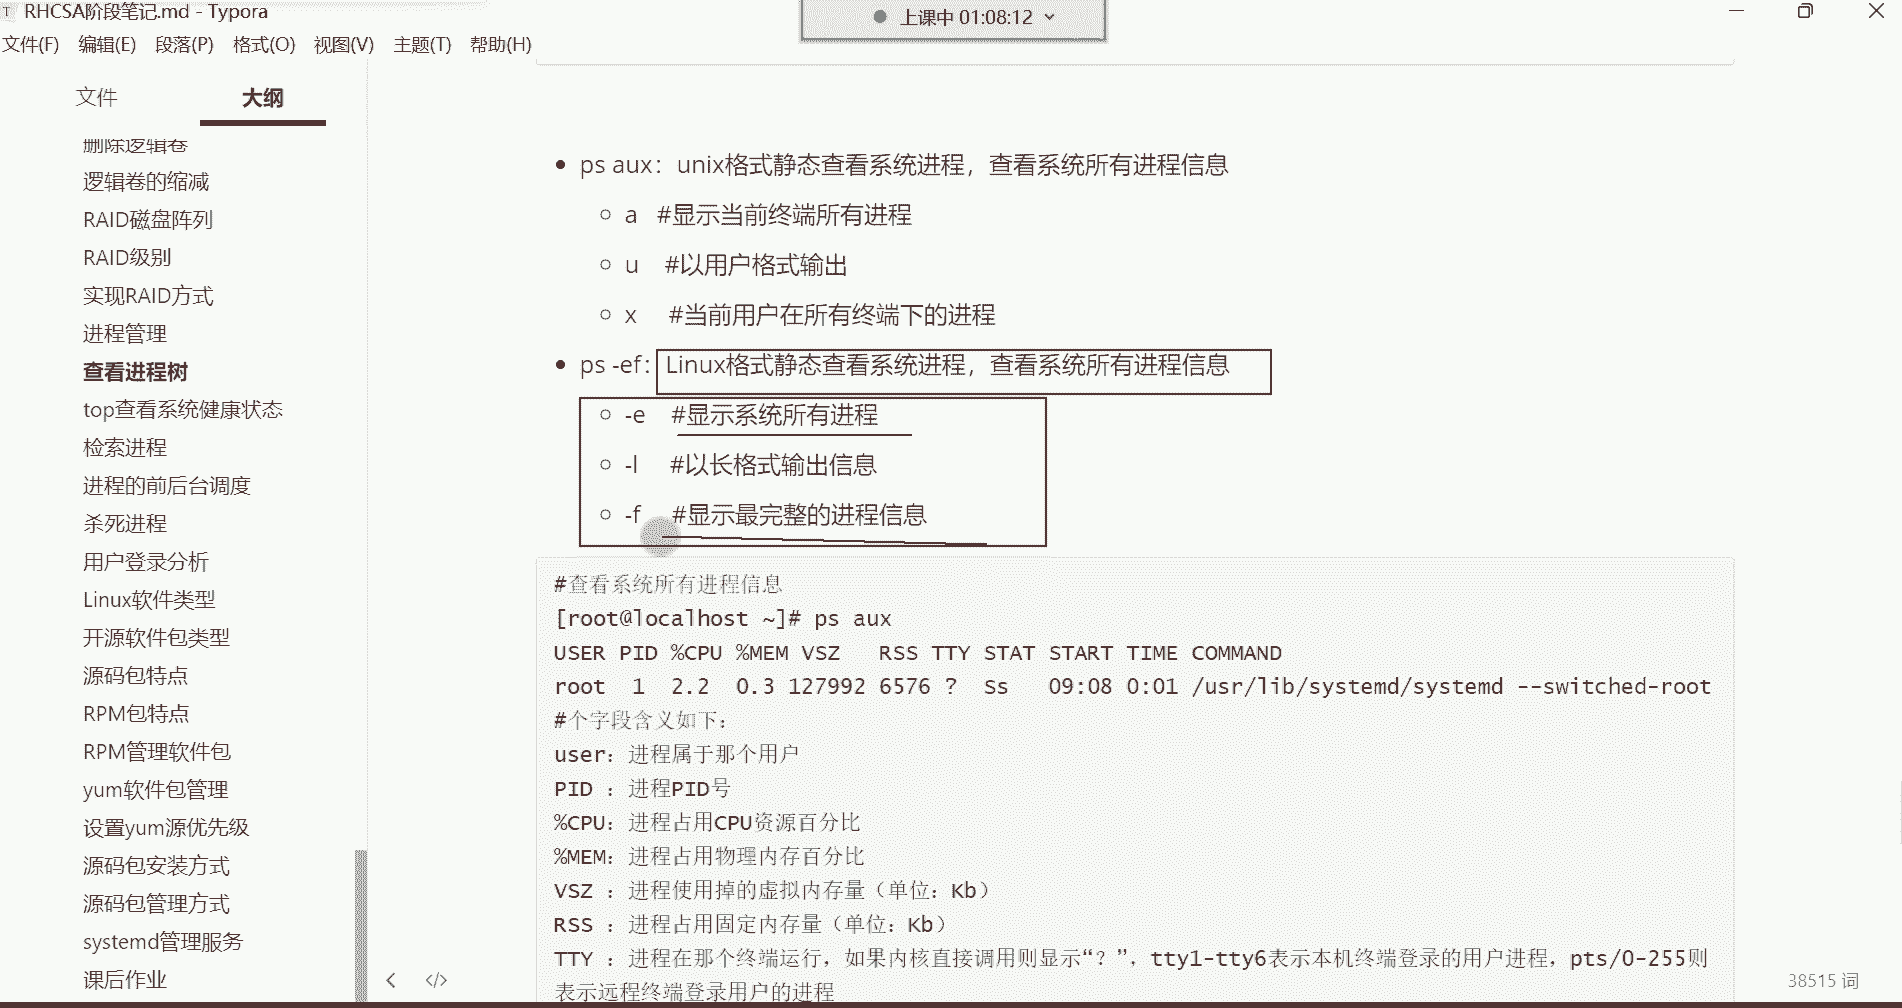 RHCSA阶段笔记.md - Typora
上课中 01:08:12
文件(F) 编辑(E) 段落(P) 格式(O) 视图(V) 主题(T) 帮助(H)
文件 大纲
删除逻辑卷
逻辑卷的缩减
RAID磁盘阵列
RAID级别
实现RAID方式
进程管理
查看进程树
top查看系统健康状态
检索进程
进程的前后台调度
杀死进程
用户登录分析
Linux软件类型
开源软件包类型
源码包特点
RPM包特点
RPM管理软件包
yum软件包管理
设置yum源优先级
源码包安装方式
源码包管理方式
systemd管理服务
课后作业
ps aux：unix格式静态查看系统进程，查看系统所有进程信息
a #显示当前终端所有进程
u #以用户格式输出
x #当前用户在所有终端下的进程
ps -ef：Linux格式静态查看系统进程，查看系统所有进程信息
-e #显示系统所有进程
-l #以长格式输出信息
-f #显示最完整的进程信息
#查看系统所有进程信息
[root@localhost ~]# ps aux
USER PID %CPU %MEM VSZ RSS TTY STAT START TIME COMMAND
root 1 2.2 0.3 127992 6576 ? Ss 09:08 0:01 /usr/lib/systemd/systemd --switched-root
#个字段含义如下：
user：进程属于那个用户
PID ：进程PID号
%CPU：进程占用CPU资源百分比
%MEM：进程占用物理内存百分比
VSZ ：进程使用掉的虚拟内存量（单位：Kb）
RSS ：进程占用固定内存量（单位：Kb）
TTY ：进程在那个终端运行，如果内核直接调用则显示“？”，tty1-tty6表示本机终端登录的用户进程，pts/0-255则
表示远程终端登录用户的进程
38515 词